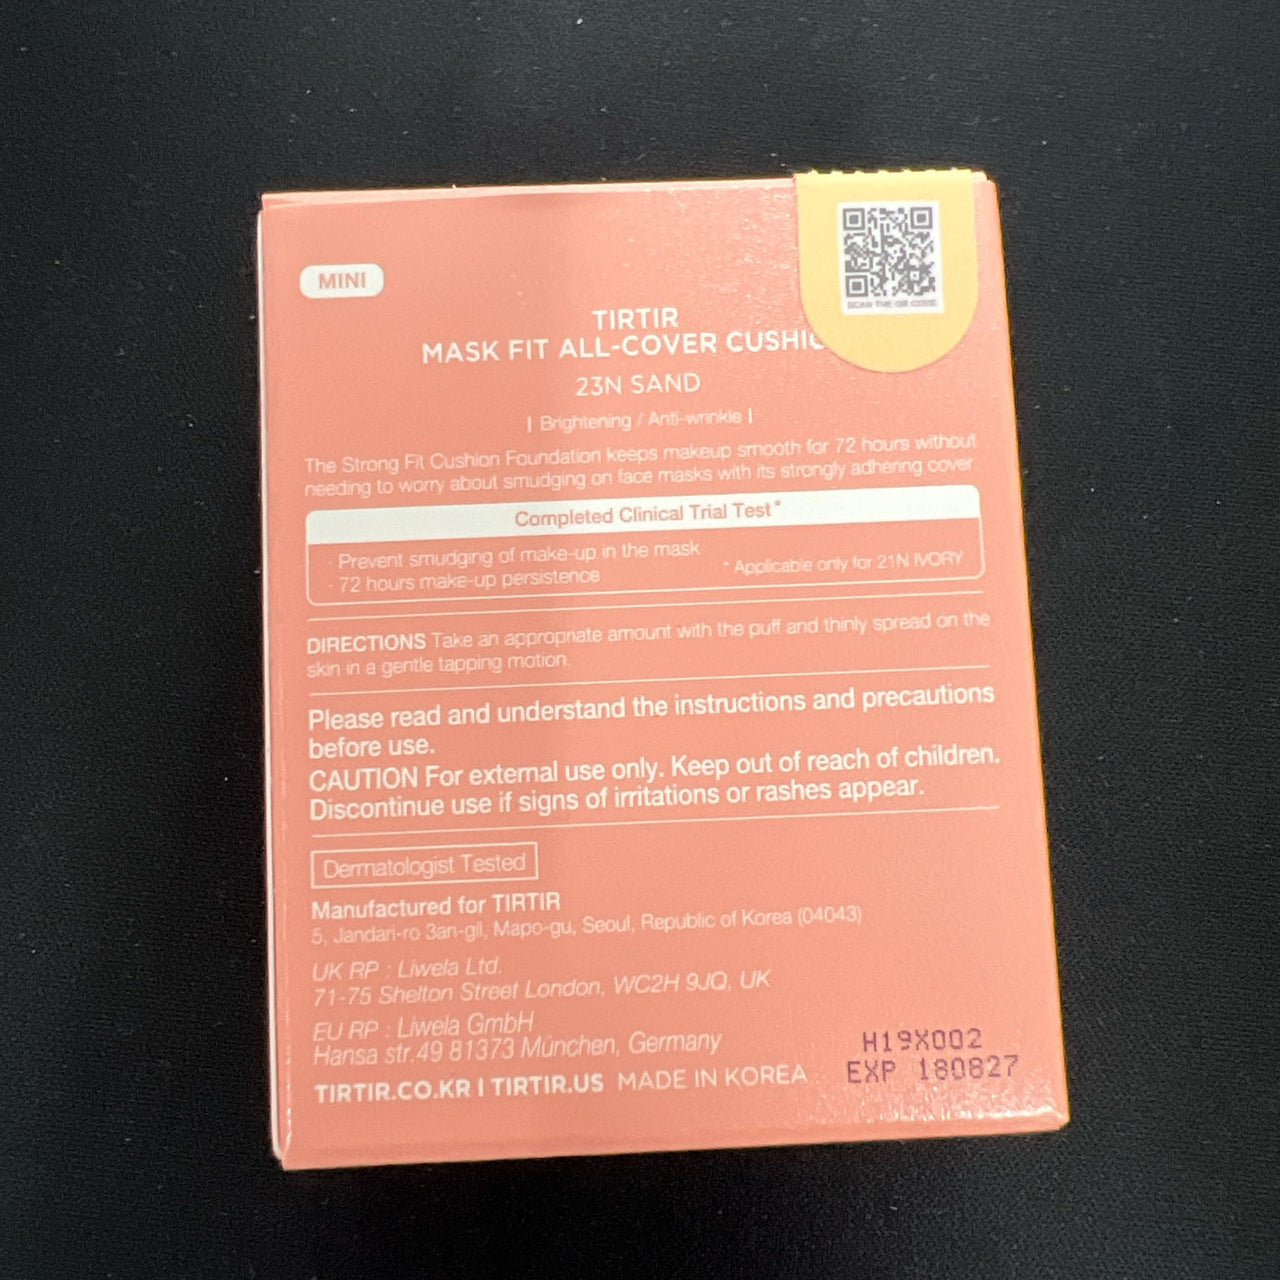 MINI
SCAN THE QR CODE
TIRTIR
MASK FIT ALL-COVER CUSHIO
23N SAND
| Brightening / Anti-wrinkle |
The Strong Fit Cushion Foundation keeps makeup smooth for 72 hours without
needing to worry about smudging on face masks with its strongly adhering cover.
Completed Clinical Trial Test*
· Prevent smudging of make-up in the mask
· 72 hours make-up persistence
* Applicable only for 21N IVORY
DIRECTIONS Take an appropriate amount with the puff and thinly spread on the
skin in a gentle tapping motion.
Please read and understand the instructions and precautions
before use.
CAUTION For external use only. Keep out of reach of children.
Discontinue use if signs of irritations or rashes appear.
Dermatologist Tested
Manufactured for TIRTIR
5, Jandari-ro 3an-gil, Mapo-gu, Seoul, Republic of Korea (04043)
UK RP : Liwela Ltd.
71-75 Shelton Street London, WC2H 9JQ, UK
EU RP : Liwela GmbH
Hansa str.49 81373 München, Germany
TIRTIR.CO.KR I TIRTIR.US MADE IN KOREA
H19X002
EXP 180827